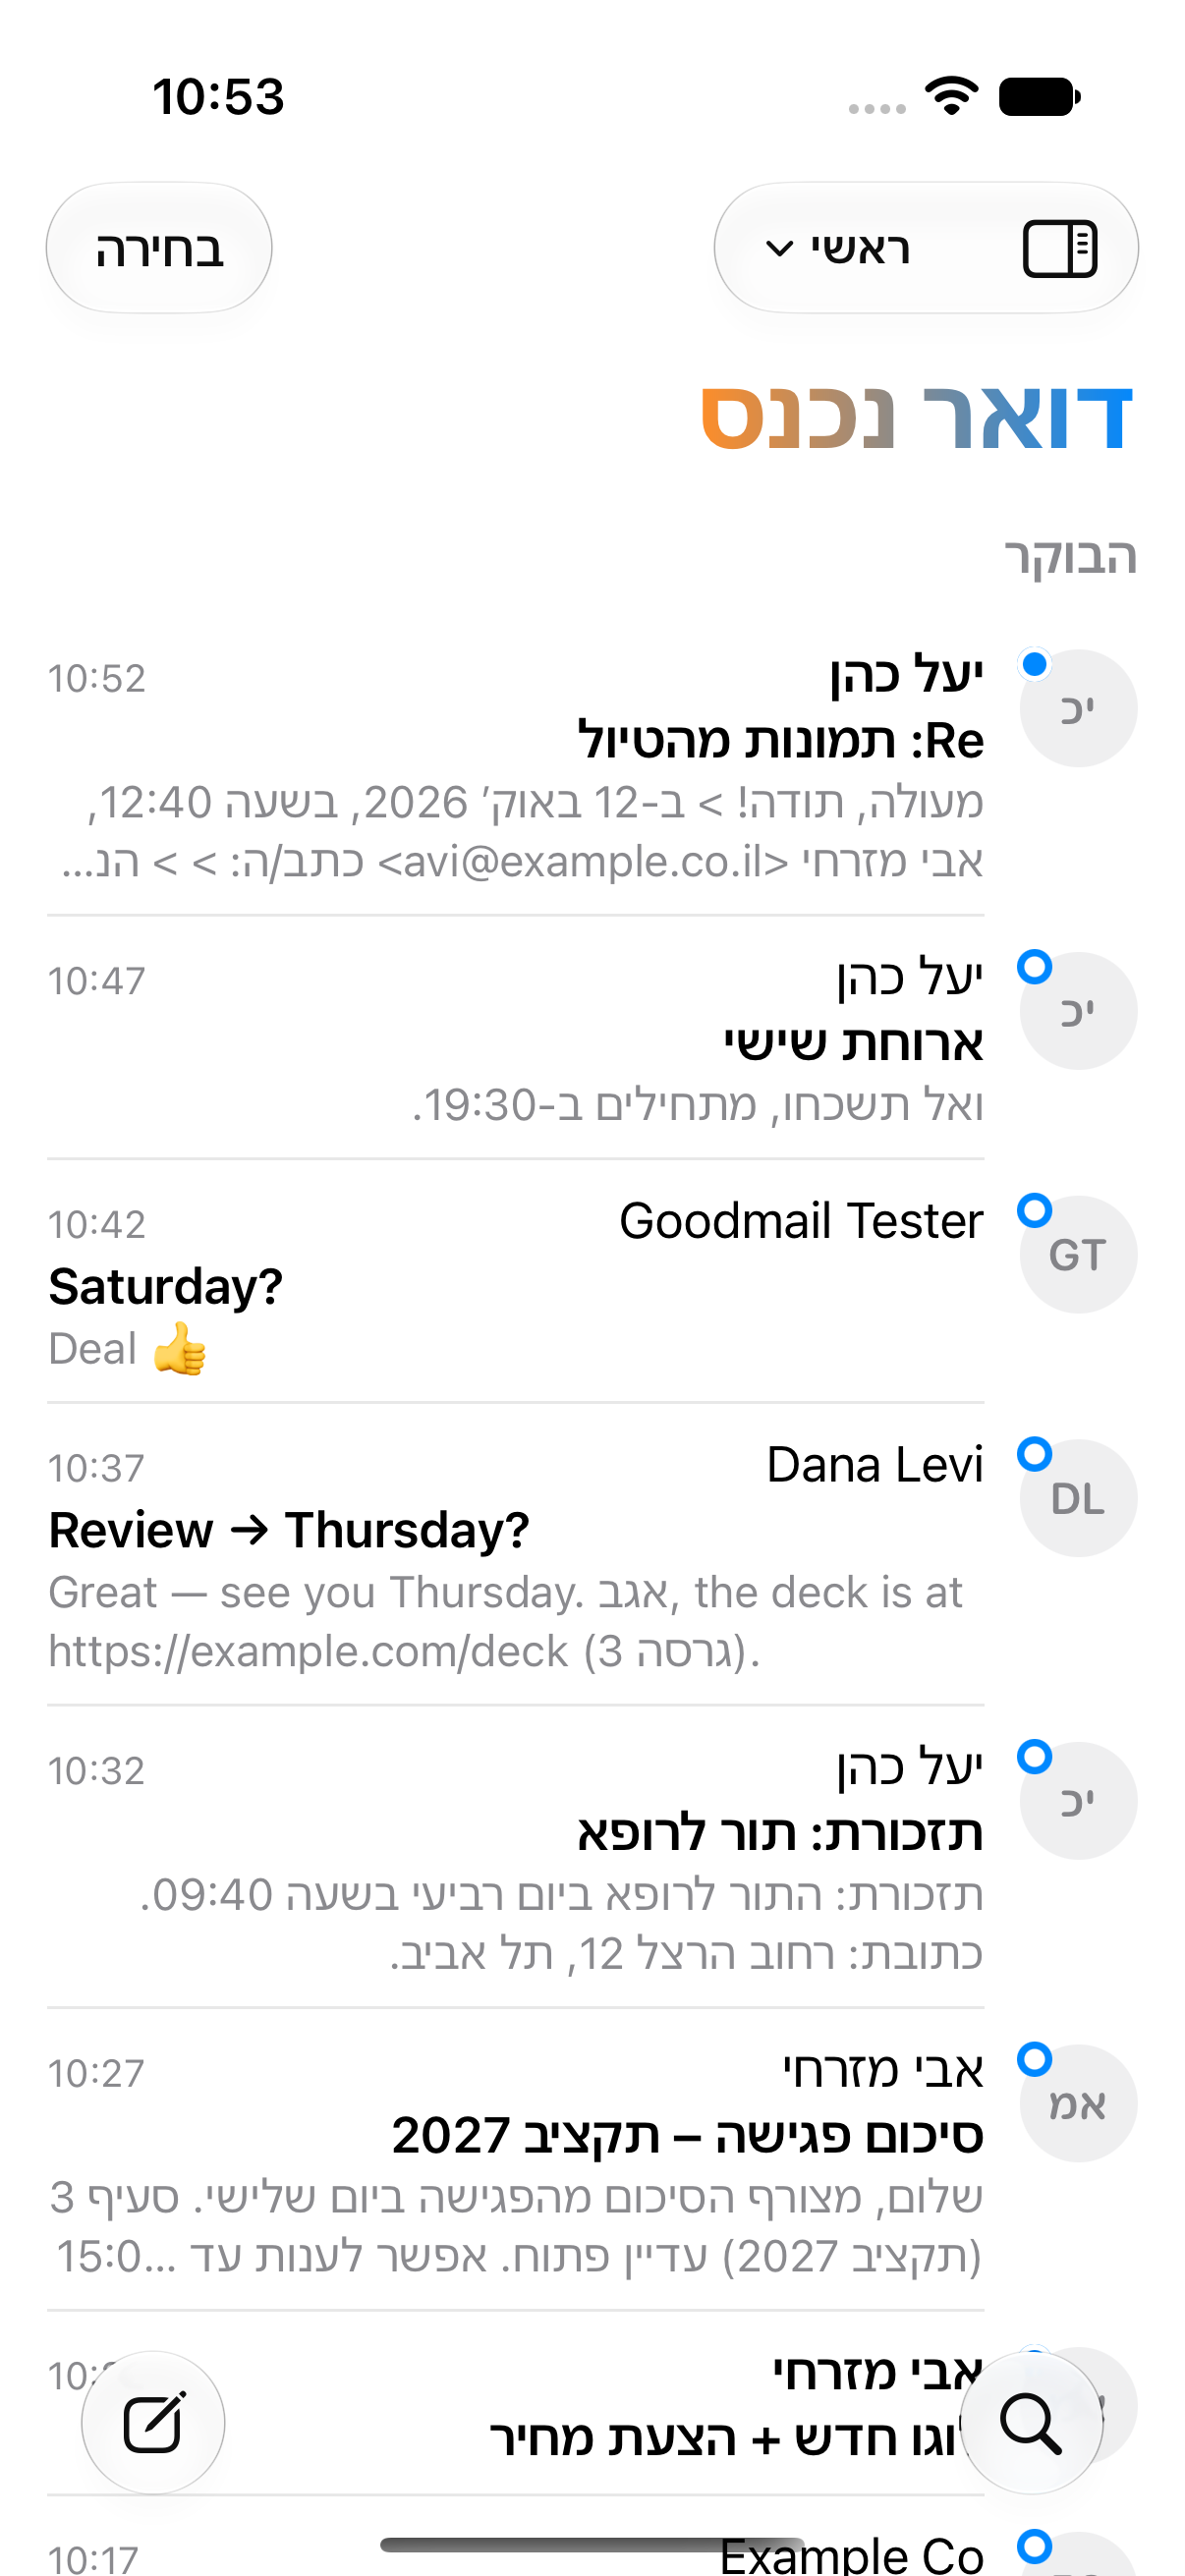 10:53
ראשי
בחירה
דואר נכנס
הבוקר
יכ
יעל כהן
10:52
Re: תמונות מהטיול
מעולה, תודה! > ב-12 באוק׳ 2026, בשעה 12:40,
אבי מזרחי <avi@example.co.il> כתב/ה: > > הנ...
יכ
יעל כהן
10:47
ארוחת שישי
ואל תשכחו, מתחילים ב-19:30.
GT
Goodmail Tester
10:42
Saturday?
Deal 👍
DL
Dana Levi
10:37
Review → Thursday?
Great — see you Thursday. אגב, the deck is at
https://example.com/deck (גרסה 3).
יכ
יעל כהן
10:32
תזכורת: תור לרופא
תזכורת: התור לרופא ביום רביעי בשעה 09:40.
כתובת: רחוב הרצל 12, תל אביב.
אמ
אבי מזרחי
10:27
סיכום פגישה – תקציב 2027
שלום, מצורף הסיכום מהפגישה ביום שלישי. סעיף 3
(תקציב 2027) עדיין פתוח. אפשר לענות עד 15:0...
אבי מזרחי
חדש + הצעת מחיר
Example Co
10:17